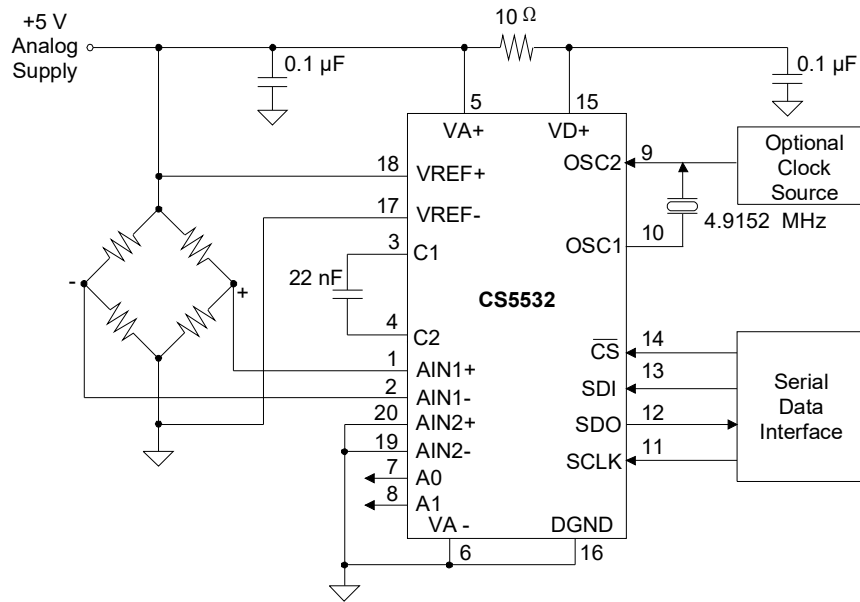 +5 V
Analog
Supply
10 Ω
0.1 µF
0.1 µF
5
15
VA+
VD+
18
VREF+
OSC2
9
Optional
Clock
Source
17
VREF-
3
C1
OSC1
10
4.9152 MHz
-
+
22 nF
CS5532
4
C2
1
AIN1+
CS
14
2
AIN1-
SDI
13
20
AIN2+
SDO
12
19
AIN2-
SCLK
11
Serial
Data
Interface
7
A0
8
A1
VA -
DGND
6
16